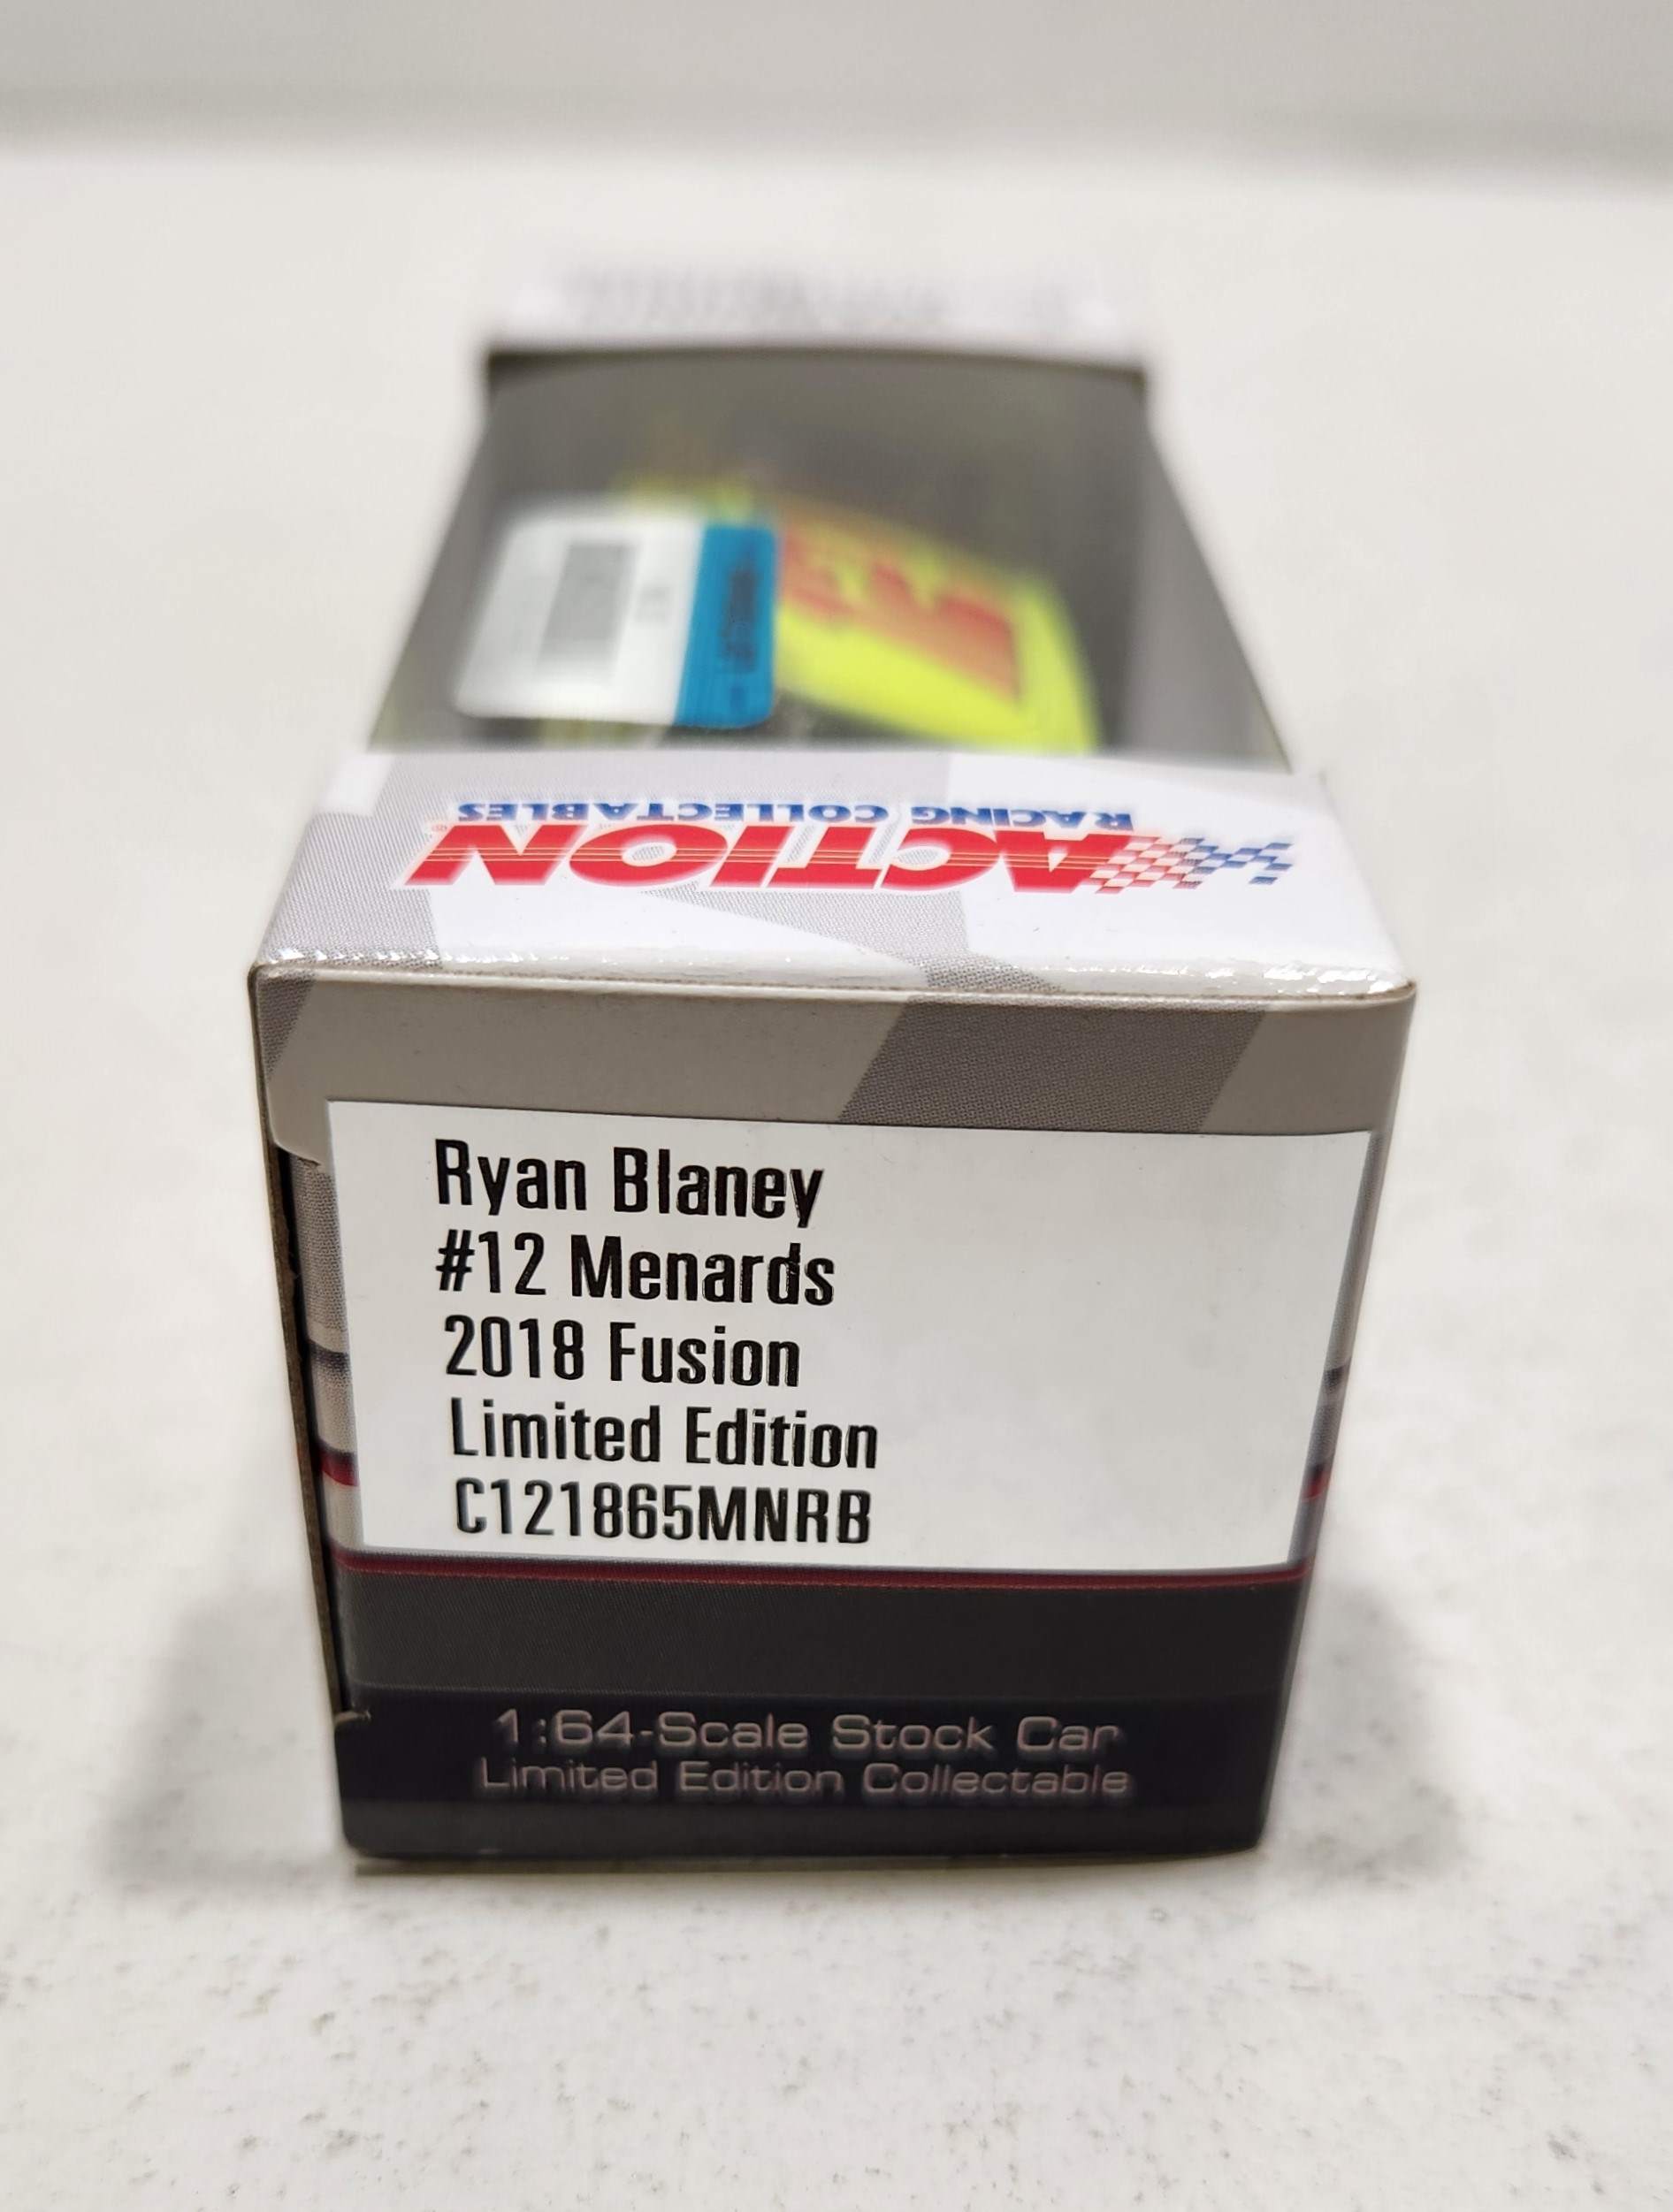 RACING COLLECTABLES
ACTION®
Ryan Blaney
#12 Menards
2018 Fusion
Limited Edition
C121865MNRB
1:64-Scale Stock Car
Limited Edition Collectable